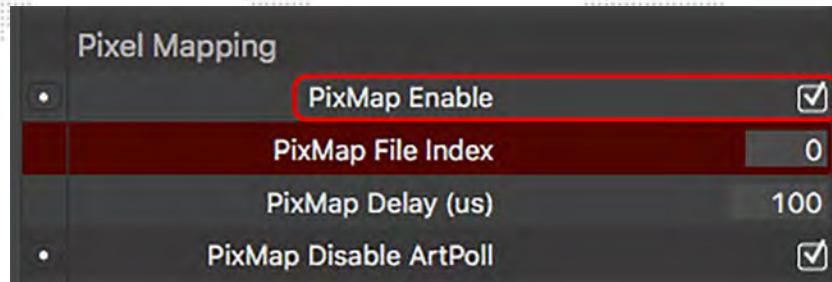 Pixel Mapping
PixMap Enable
PixMap File Index 0
PixMap Delay (us) 100
PixMap Disable ArtPoll